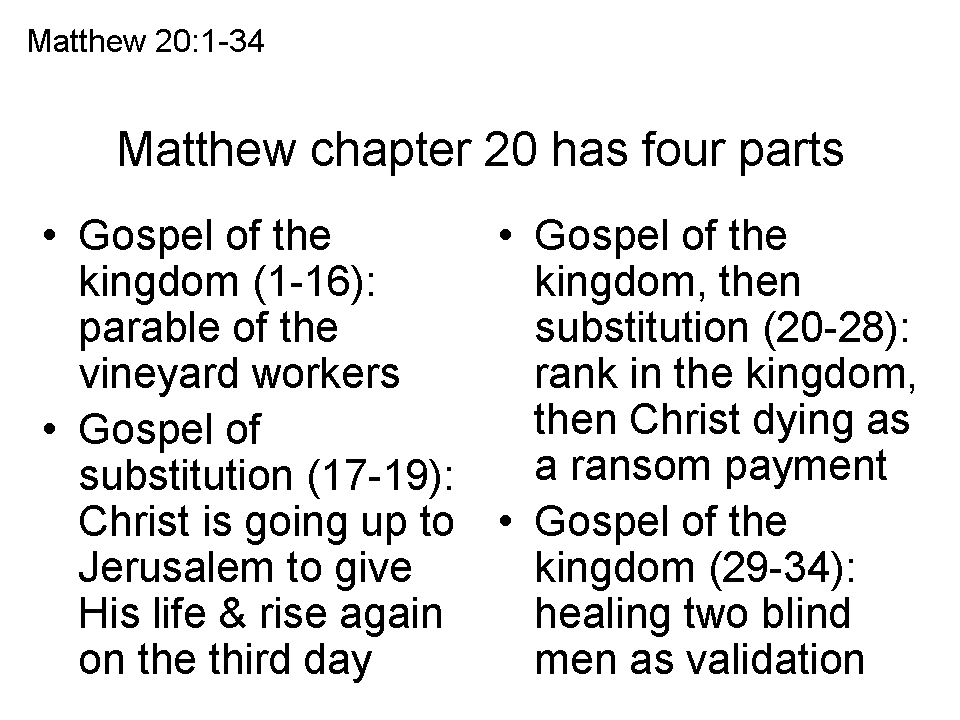 Matthew 20:1-34
Matthew chapter 20 has four parts
• Gospel of the
kingdom (1-16):
parable of the
vineyard workers
• Gospel of
substitution (17-19):
Christ is going up to
Jerusalem to give
His life & rise again
on the third day
• Gospel of the
kingdom, then
substitution (20-28):
rank in the kingdom,
then Christ dying as
a ransom payment
• Gospel of the
kingdom (29-34):
healing two blind
men as validation